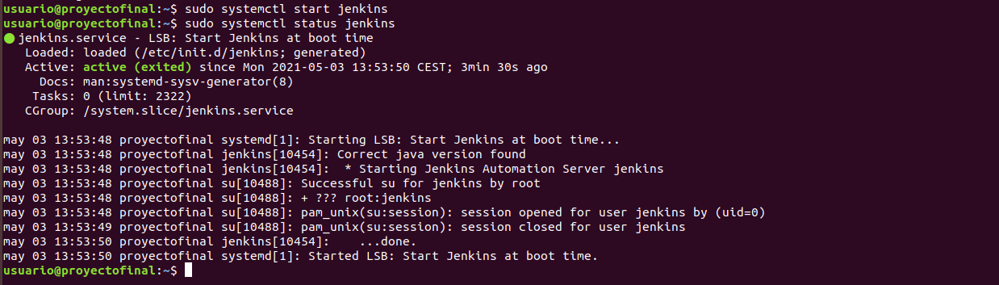 usuario@proyectofinal:~$ sudo systemctl start jenkins
usuario@proyectofinal:~$ sudo systemctl status jenkins
● jenkins.service - LSB: Start Jenkins at boot time
   Loaded: loaded (/etc/init.d/jenkins; generated)
   Active: active (exited) since Mon 2021-05-03 13:53:50 CEST; 3min 30s ago
     Docs: man:systemd-sysv-generator(8)
    Tasks: 0 (limit: 2322)
   CGroup: /system.slice/jenkins.service

may 03 13:53:48 proyectofinal systemd[1]: Starting LSB: Start Jenkins at boot time...
may 03 13:53:48 proyectofinal jenkins[10454]: Correct java version found
may 03 13:53:48 proyectofinal jenkins[10454]:  * Starting Jenkins Automation Server jenkins
may 03 13:53:48 proyectofinal su[10488]: Successful su for jenkins by root
may 03 13:53:48 proyectofinal su[10488]: + ??? root:jenkins
may 03 13:53:48 proyectofinal su[10488]: pam_unix(su:session): session opened for user jenkins by (uid=0)
may 03 13:53:49 proyectofinal su[10488]: pam_unix(su:session): session closed for user jenkins
may 03 13:53:50 proyectofinal jenkins[10454]:    ...done.
may 03 13:53:50 proyectofinal systemd[1]: Started LSB: Start Jenkins at boot time.
usuario@proyectofinal:~$